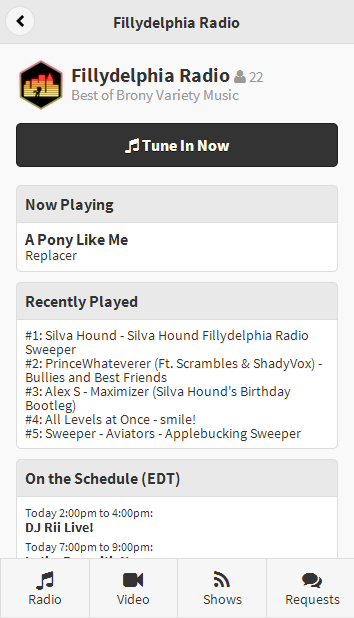 Fillydelphia Radio
Fillydelphia Radio 22
Best of Brony Variety Music
Tune In Now
Now Playing
A Pony Like Me
Replacer
Recently Played
#1: Silva Hound - Silva Hound Fillydelphia Radio
Sweeper
#2: PrinceWhateverer (Ft. Scrambles & ShadyVox) -
Bullies and Best Friends
#3: Alex S - Maximizer (Silva Hound's Birthday
Bootleg)
#4: All Levels at Once - smile!
#5: Sweeper - Aviators - Applebucking Sweeper
On the Schedule (EDT)
Today 2:00pm to 4:00pm:
DJ Rii Live!
Today 7:00pm to 9:00pm:
Radio Video Shows Requests